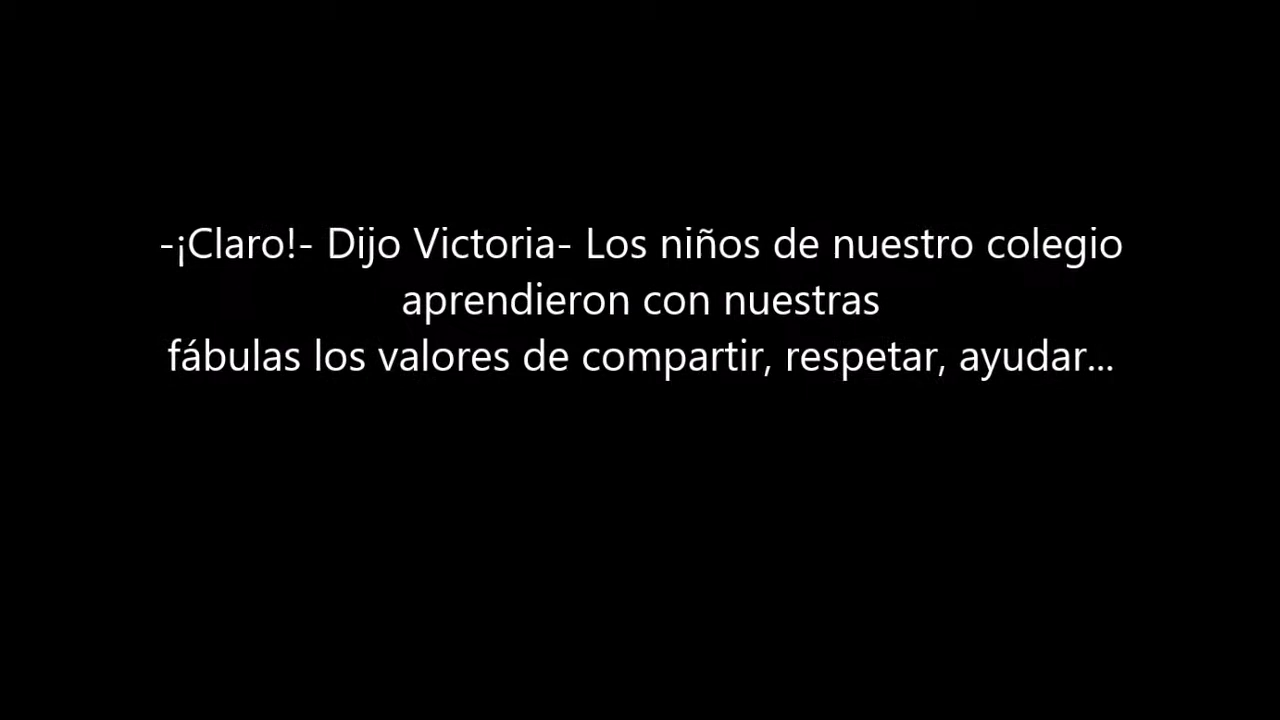 -¡Claro!- Dijo Victoria- Los niños de nuestro colegio
aprendieron con nuestras
fábulas los valores de compartir, respetar, ayudar...